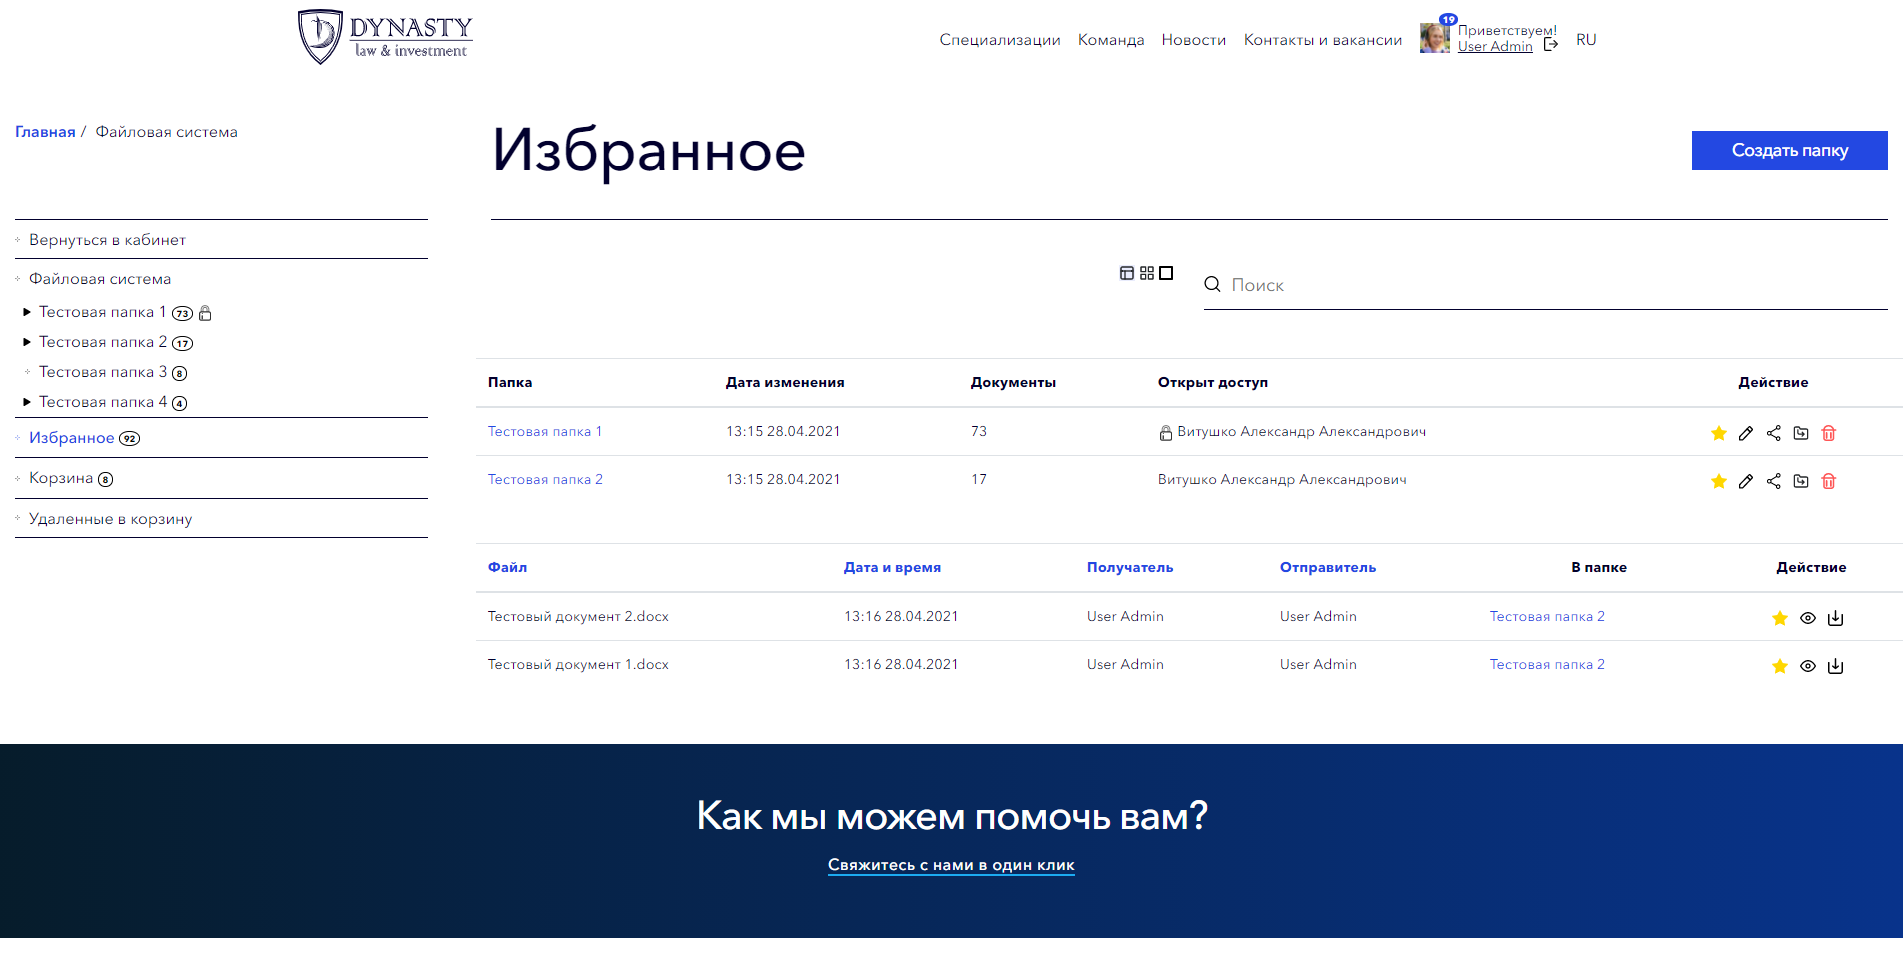 DYNASTY
law & investment
Специализации Команда Новости Контакты и вакансии 19 Приветствуем! RU
User Admin
Главная / Файловая система
Избранное
Создать папку
Вернуться в кабинет
Файловая система
Тестовая папка 1 73
Тестовая папка 2 17
Тестовая папка 3 8
Тестовая папка 4 4
Избранное 92
Корзина 8
Удаленные в корзину
Поиск
Папка Дата изменения Документы Открыт доступ Действие
Тестовая папка 1 13:15 28.04.2021 73 Витушко Александр Александрович
Тестовая папка 2 13:15 28.04.2021 17 Витушко Александр Александрович
Файл Дата и время Получатель Отправитель В папке Действие
Тестовый документ 2.docx 13:16 28.04.2021 User Admin User Admin Тестовая папка 2
Тестовый документ 1.docx 13:16 28.04.2021 User Admin User Admin Тестовая папка 2
Как мы можем помочь вам?
Свяжитесь с нами в один клик